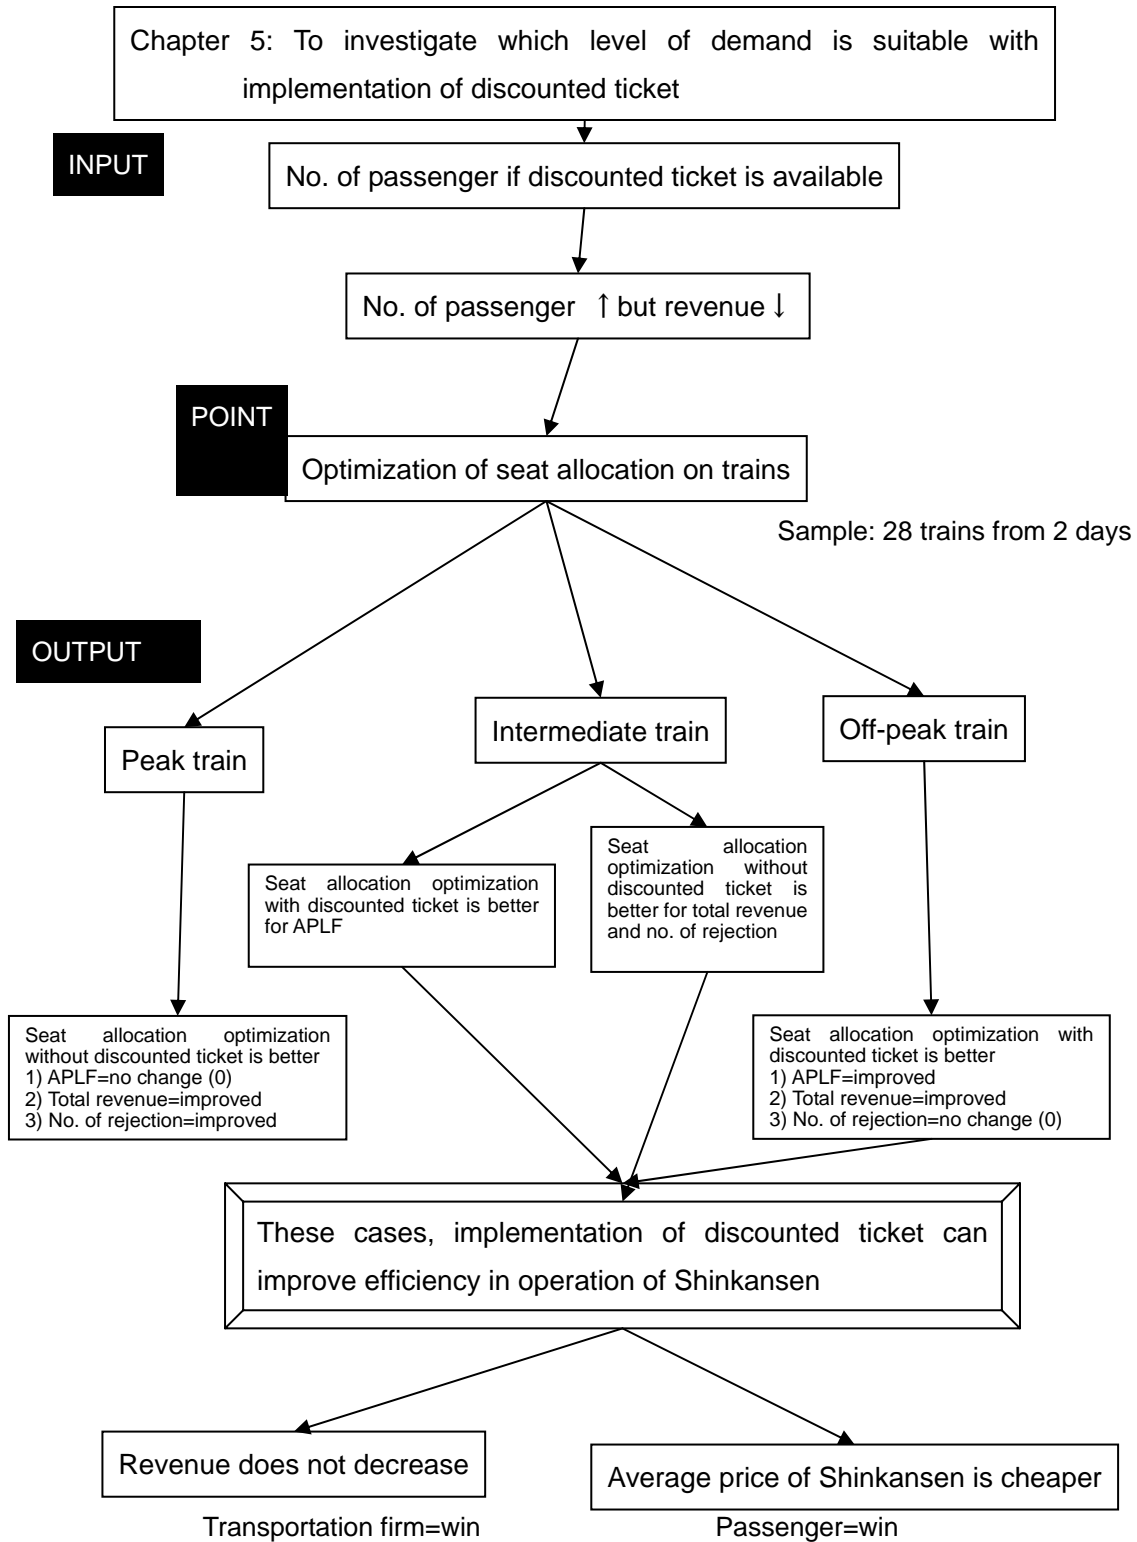 Chapter 5: To investigate which level of demand is suitable with
implementation of discounted ticket
INPUT
No. of passenger if discounted ticket is available
No. of passenger ↑ but revenue ↓
POINT
Optimization of seat allocation on trains
Sample: 28 trains from 2 days
OUTPUT
Peak train
Intermediate train
Off-peak train
Seat allocation optimization
with discounted ticket is better
for APLF
Seat allocation
optimization without
discounted ticket is
better for total revenue
and no. of rejection
Seat allocation optimization
without discounted ticket is better
1) APLF=no change (0)
2) Total revenue=improved
3) No. of rejection=improved
Seat allocation optimization with
discounted ticket is better
1) APLF=improved
2) Total revenue=improved
3) No. of rejection=no change (0)
These cases, implementation of discounted ticket can
improve efficiency in operation of Shinkansen
Revenue does not decrease
Average price of Shinkansen is cheaper
Transportation firm=win
Passenger=win